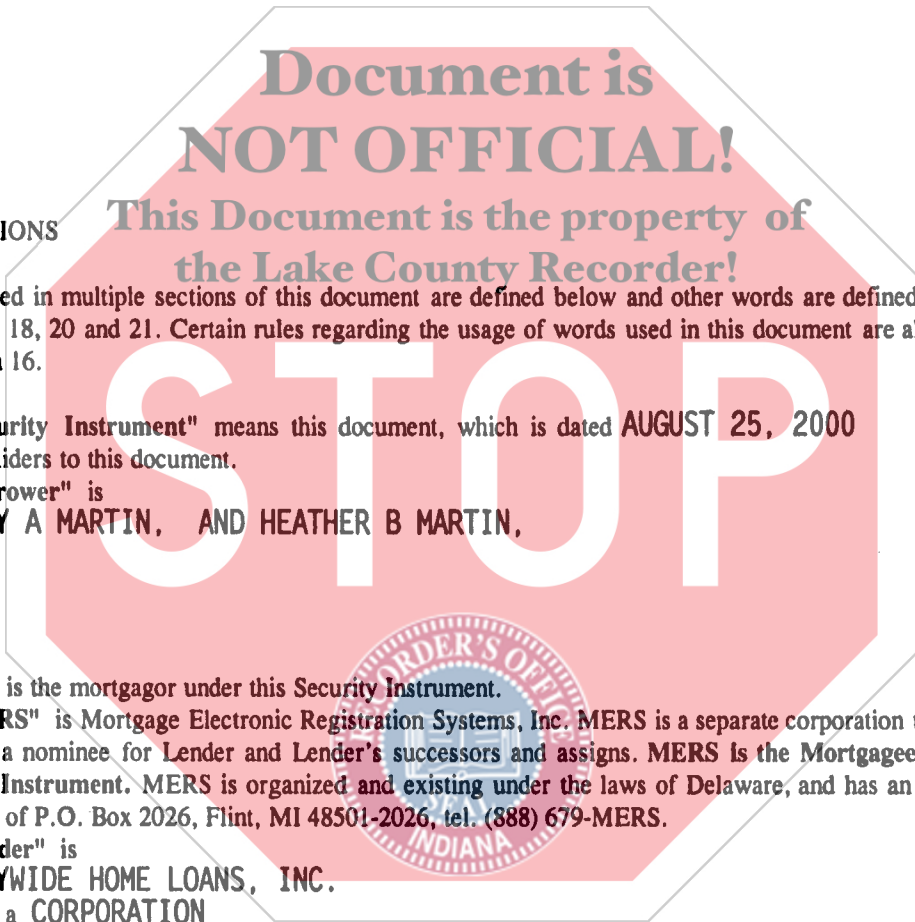 Document is
NOT OFFICIAL!
This Document is the property of
the Lake County Recorder!
IONS
ed in multiple sections of this document are defined below and other words are defined
18, 20 and 21. Certain rules regarding the usage of words used in this document are al
16.
STOP
urity Instrument" means this document, which is dated AUGUST 25, 2000
iders to this document.
rower" is
Y A MARTIN, AND HEATHER B MARTIN,
RECORDER'S OFFICE
is the mortgagor under this Security Instrument.
RS" is Mortgage Electronic Registration Systems, Inc. MERS is a separate corporation
a nominee for Lender and Lender's successors and assigns. MERS is the Mortgagee
Instrument. MERS is organized and existing under the laws of Delaware, and has an
SEAL
of P.O. Box 2026, Flint, MI 48501-2026, tel. (888) 679-MERS.
INDIANA
der" is
YWIDE HOME LOANS, INC.
a CORPORATION